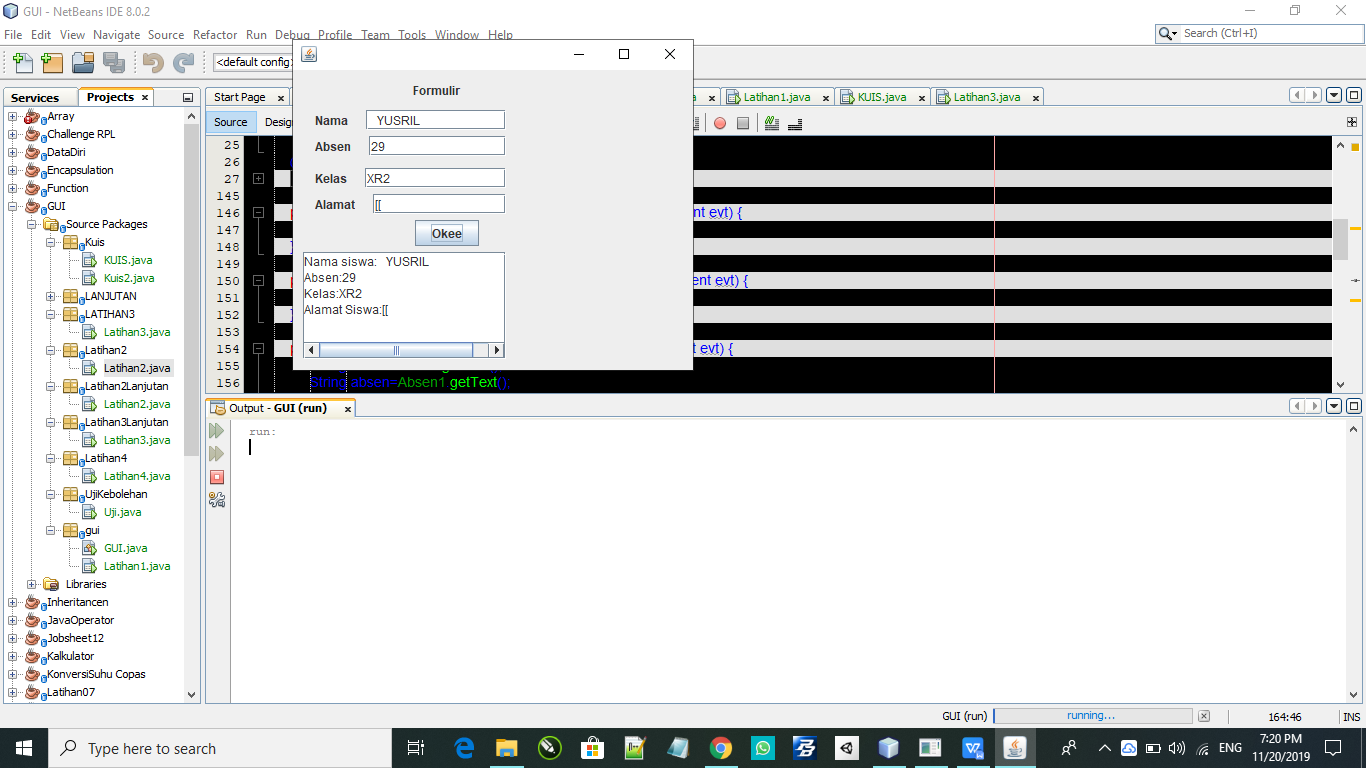 GUI - NetBeans IDE 8.0.2
File Edit View Navigate Source Refactor Run Debug Profile Team Tools Window Help
Search (Ctrl+I)
<default config
Services
Projects
Start Page
Latihan1.java
KUIS.java
Latihan3.java
Source
Design
Array
Challenge RPL
DataDiri
Encapsulation
Function
GUI
Source Packages
Kuis
KUIS.java
Kuis2.java
LANJUTAN
LATIHAN3
Latihan3.java
Latihan2
Latihan2.java
Latihan2Lanjutan
Latihan2.java
Latihan3Lanjutan
Latihan3.java
Latihan4
Latihan4.java
UjiKebolehan
Uji.java
gui
GUI.java
Latihan1.java
Libraries
Inheritancen
JavaOperator
Jobsheet12
Kalkulator
KonversiSuhu Copas
Latihan07
Formulir
Nama YUSRIL
Absen 29
Kelas XR2
Alamat [[
Okee
Nama siswa: YUSRIL
Absen:29
Kelas:XR2
Alamat Siswa:[[
25
26
27
145
146 nt evt) {
147
148 }
149
150 ent evt) {
151
152 }
153
154 t evt) {
155
156 String absen=Absen1.getText();
Output - GUI (run)
run:
GUI (run) running... 164:46 INS
Type here to search
ENG
7:20 PM
11/20/2019